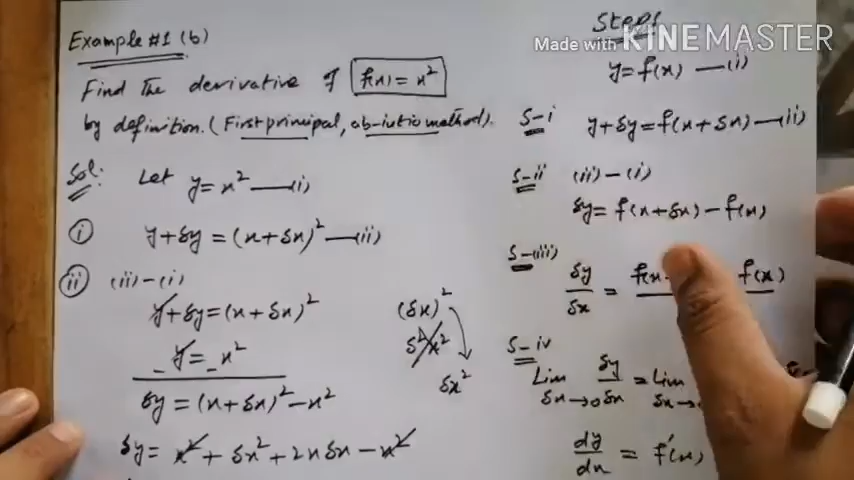 Example #1 (b)
Find The derivative of f(x) = x²
by definition. (First principal, ab-initio method).
Sol: Let y = x² —(i)
(i) y+δy = (x+δx)² —(ii)
(ii) (ii)-(i)
y+δy = (x+δx)²
-y = -x²
δy = (x+δx)² - x²
δy = x² + δx² + 2xδx - x²
(δx)²
δ²x²
δx²
Steps
Made with KINEMASTER
y = f(x) —(i)
S-i y+δy = f(x+δx) —(ii)
S-ii (ii)-(i)
δy = f(x+δx) - f(x)
S-(iii) δy/δx = f(x f(x)
S-iv
Lim δx→0 δy/δx = Lim δx→
dy/dx = f'(x)